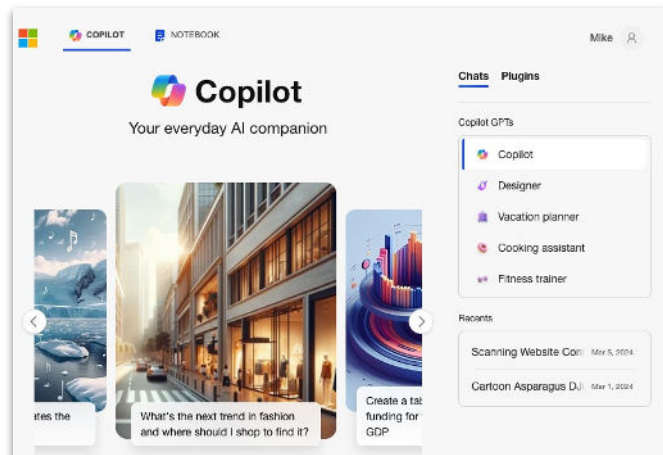 COPILOT
NOTEBOOK
Mike
Copilot
Your everyday AI companion
ates the
What's the next trend in fashion
and where should I shop to find it?
Create a tab
funding for
GDP
Chats Plugins
Copilot GPTs
Copilot
Designer
Vacation planner
Cooking assistant
Fitness trainer
Recents
Scanning Website Con Mar 5, 2024
Cartoon Asparagus DJ Mar 1, 2024